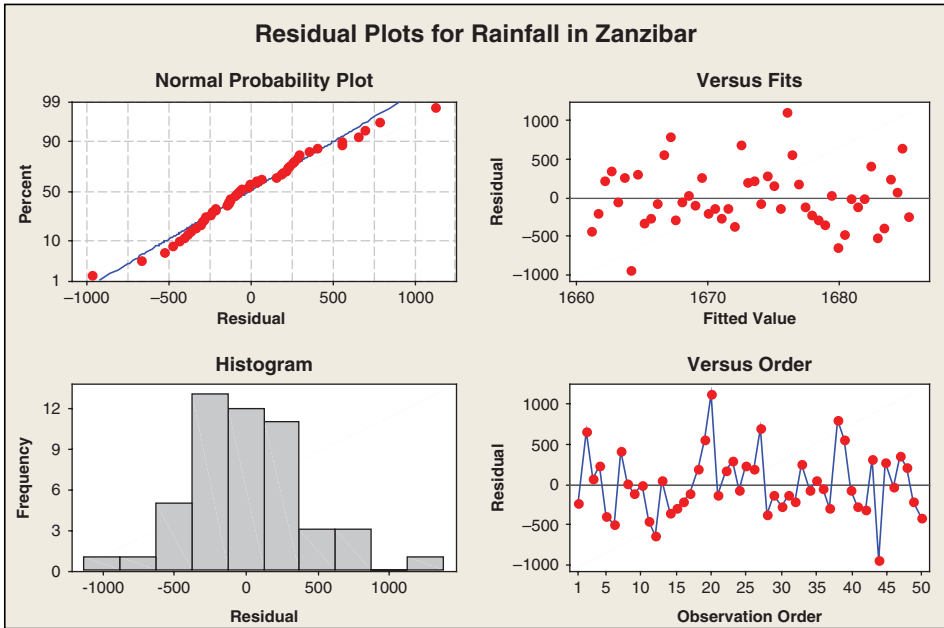 Residual Plots for Rainfall in Zanzibar
Normal Probability Plot
99
90
50
10
1
Percent
−1000 −500 0 500 1000
Residual
Versus Fits
1000
500
0
−500
−1000
Residual
1660 1670 1680
Fitted Value
Histogram
12
9
6
3
0
Frequency
-1000 -500 0 500 1000
Residual
Versus Order
1000
500
0
−500
−1000
Residual
1 5 10 15 20 25 30 35 40 45 50
Observation Order